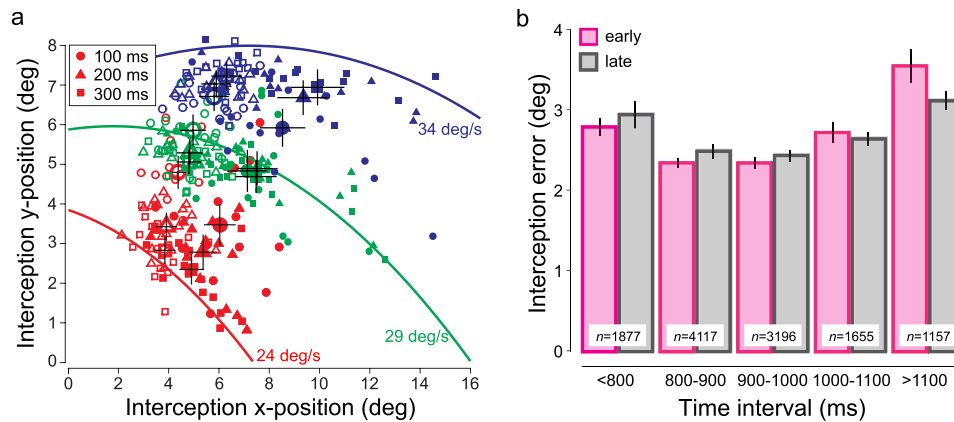 a
8
7
6
5
4
3
2
1
0
Interception y-position (deg)
100 ms
200 ms
300 ms
34 deg/s
29 deg/s
24 deg/s
0 2 4 6 8 10 12 14 16
Interception x-position (deg)
b
4
3
2
1
0
Interception error (deg)
early
late
n=1877 n=4117 n=3196 n=1655 n=1157
<800 800-900 900-1000 1000-1100 >1100
Time interval (ms)